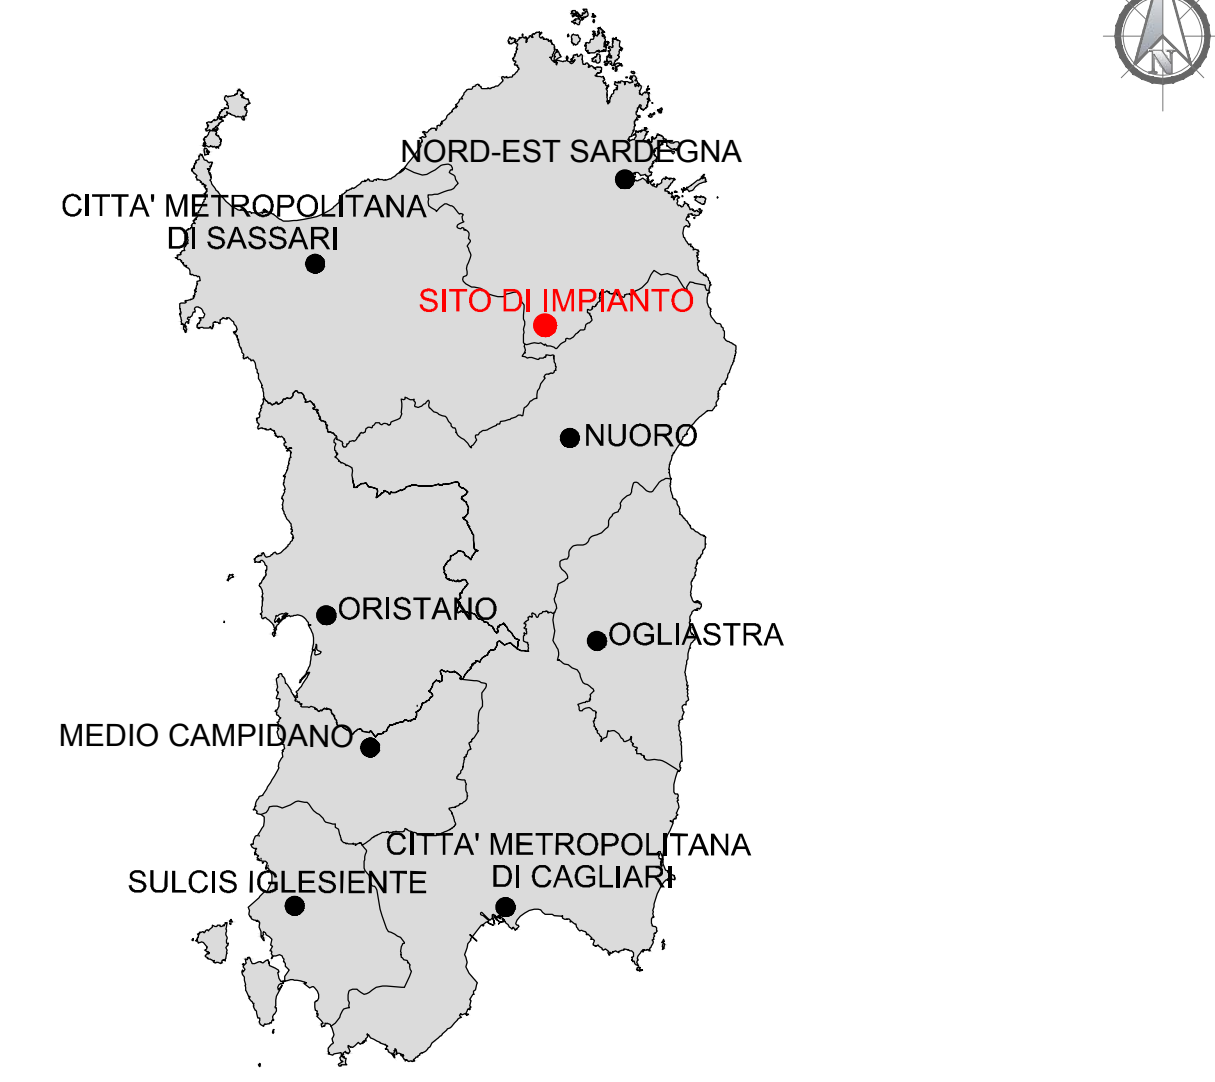 N
NORD-EST SARDEGNA
CITTA' METROPOLITANA
DI SASSARI
SITO DI IMPIANTO
NUORO
ORISTANO
OGLIASTRA
MEDIO CAMPIDANO
CITTA' METROPOLITANA
DI CAGLIARI
SULCIS IGLESIENTE